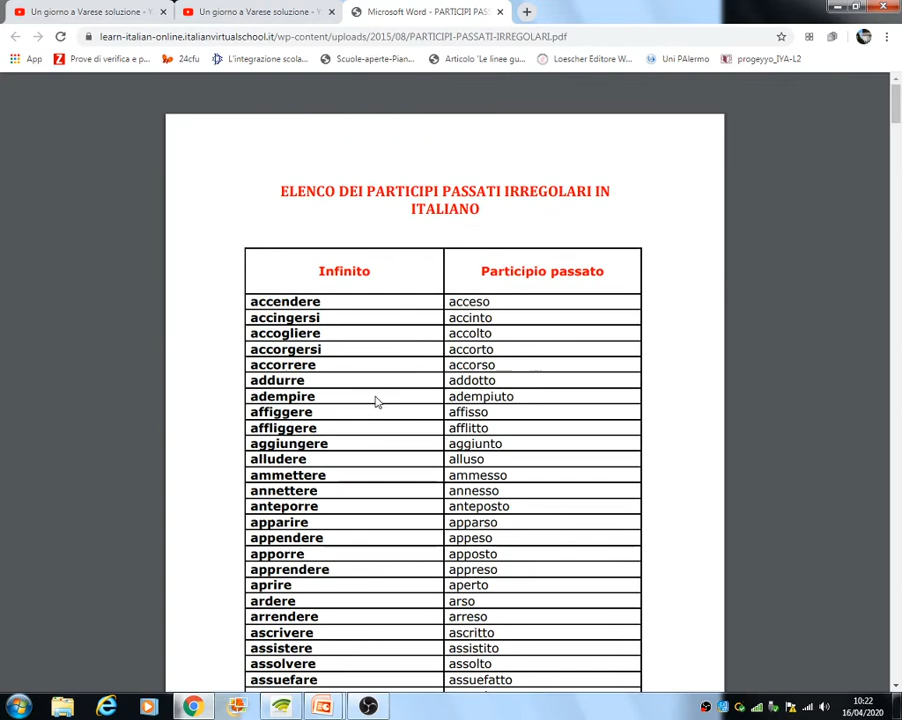 Un giorno a Varese soluzione - Y
Un giorno a Varese soluzione - Y
Microsoft Word - PARTICIPI PAS
learn-italian-online.italianvirtualschool.it/wp-content/uploads/2015/08/PARTICIPI-PASSATI-IRREGOLARI.pdf
App
Prove di verifica e p...
24cfu
L'integrazione scola...
Scuole-aperte-Pian...
Articolo 'Le linee gu...
Loescher Editore W...
Uni PAlermo
progeyyo_IYA-L2
ELENCO DEI PARTICIPI PASSATI IRREGOLARI IN
ITALIANO
Infinito Participio passato
accendere acceso
accingersi accinto
accogliere accolto
accorgersi accorto
accorrere accorso
addurre addotto
adempire adempiuto
affiggere affisso
affliggere afflitto
aggiungere aggiunto
alludere alluso
ammettere ammesso
annettere annesso
anteporre anteposto
apparire apparso
appendere appeso
apporre apposto
apprendere appreso
aprire aperto
ardere arso
arrendere arreso
ascrivere ascritto
assistere assistito
assolvere assolto
assuefare assuefatto
10:22
16/04/2020